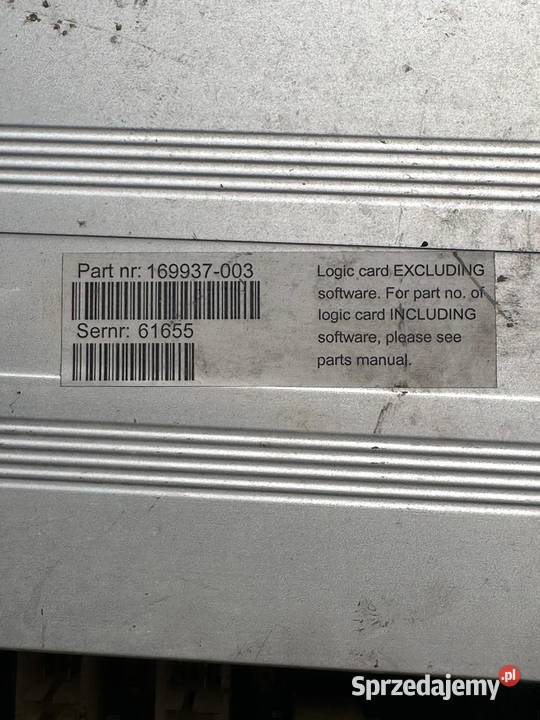 Part nr: 169937-003
Sernr: 61655
Logic card EXCLUDING
software. For part no. of
logic card INCLUDING
software, please see
parts manual.
Sprzedajemy.pl